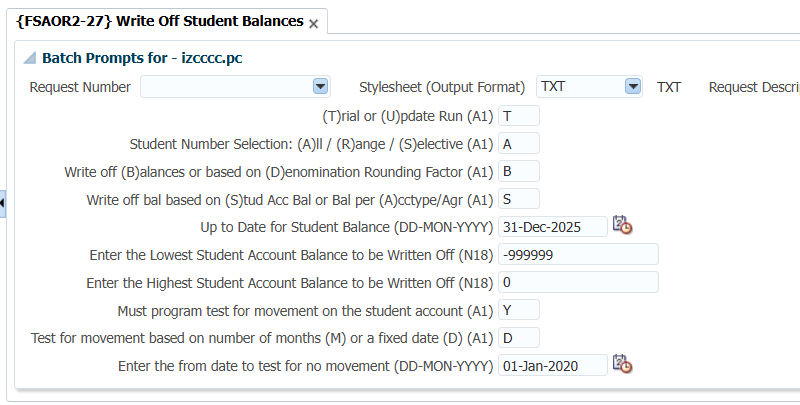 {FSAOR2-27} Write Off Student Balances
Batch Prompts for - izcccc.pc
Request Number Stylesheet (Output Format) TXT TXT Request Descrip
(T)rial or (U)pdate Run (A1) T
Student Number Selection: (A)ll / (R)ange / (S)elective (A1) A
Write off (B)alances or based on (D)enomination Rounding Factor (A1) B
Write off bal based on (S)tud Acc Bal or Bal per (A)cctype/Agr (A1) S
Up to Date for Student Balance (DD-MON-YYYY) 31-Dec-2025
Enter the Lowest Student Account Balance to be Written Off (N18) -999999
Enter the Highest Student Account Balance to be Written Off (N18) 0
Must program test for movement on the student account (A1) Y
Test for movement based on number of months (M) or a fixed date (D) (A1) D
Enter the from date to test for no movement (DD-MON-YYYY) 01-Jan-2020